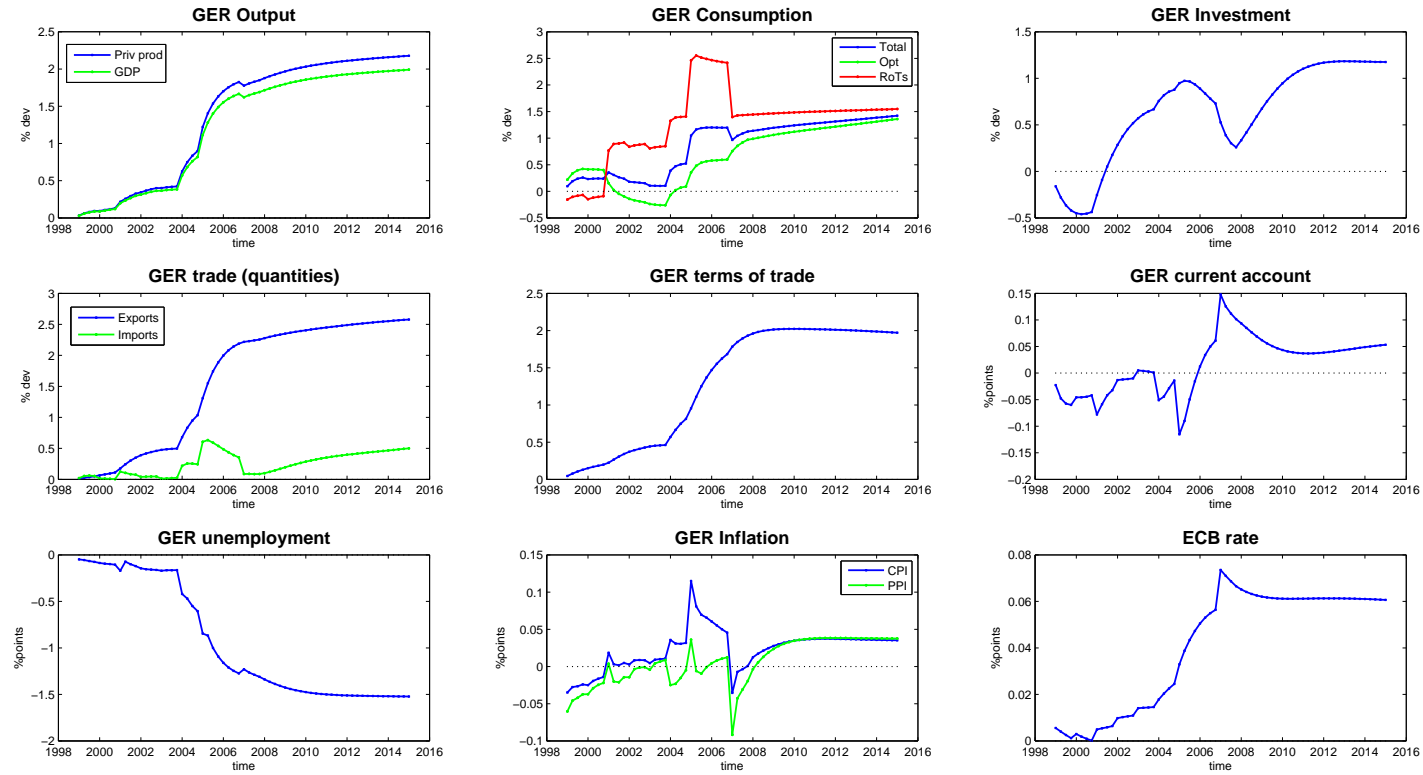 GER Output
2.5
2
1.5
1
0.5
0
% dev
Priv prod
GDP
1998 2000 2002 2004 2006 2008 2010 2012 2014 2016
time
GER Consumption
3
2.5
2
1.5
1
0.5
0
−0.5
% dev
Total
Opt
RoTs
1998 2000 2002 2004 2006 2008 2010 2012 2014 2016
time
GER Investment
1.5
1
0.5
0
−0.5
% dev
1998 2000 2002 2004 2006 2008 2010 2012 2014 2016
time
GER trade (quantities)
3
2.5
2
1.5
1
0.5
0
% dev
Exports
Imports
1998 2000 2002 2004 2006 2008 2010 2012 2014 2016
time
GER terms of trade
2.5
2
1.5
1
0.5
0
1998 2000 2002 2004 2006 2008 2010 2012 2014 2016
time
GER current account
0.15
0.1
0.05
0
−0.05
−0.1
−0.15
−0.2
%points
1998 2000 2002 2004 2006 2008 2010 2012 2014 2016
time
GER unemployment
0
−0.5
−1
−1.5
−2
%points
1998 2000 2002 2004 2006 2008 2010 2012 2014 2016
time
GER Inflation
0.15
0.1
0.05
0
−0.05
−0.1
%points
CPI
PPI
1998 2000 2002 2004 2006 2008 2010 2012 2014 2016
time
ECB rate
0.08
0.06
0.04
0.02
0
%points
1998 2000 2002 2004 2006 2008 2010 2012 2014 2016
time